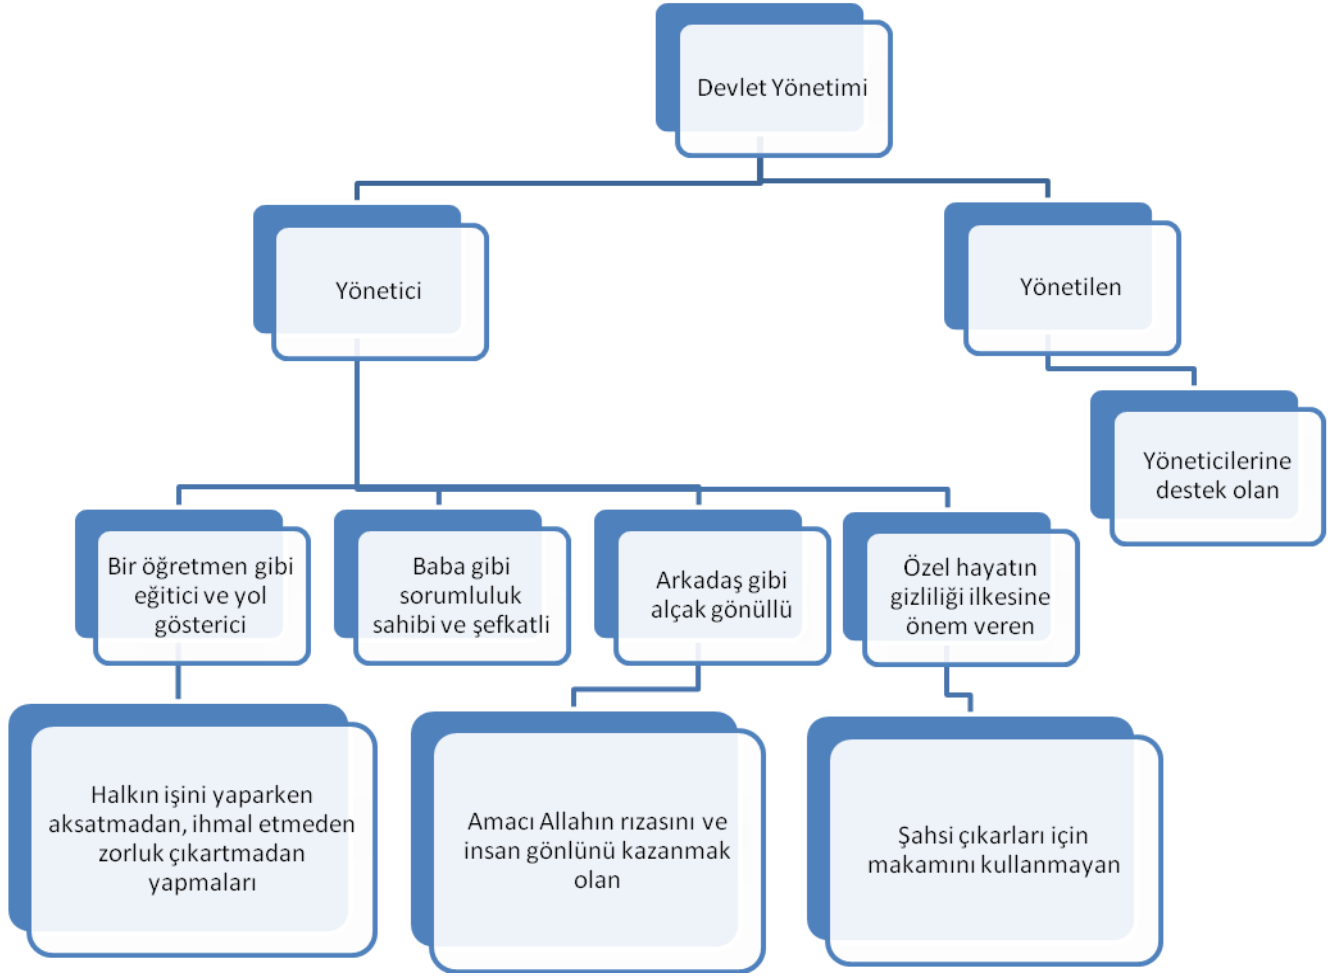 Devlet Yönetimi
Yönetici
Yönetilen
Yöneticilerine
destek olan
Bir öğretmen gibi
eğitici ve yol
gösterici
Baba gibi
sorumluluk
sahibi ve şefkatli
Arkadaş gibi
alçak gönüllü
Özel hayatın
gizliliği ilkesine
önem veren
Halkın işini yaparken
aksatmadan, ihmal etmeden
zorluk çıkartmadan
yapmaları
Amacı Allahın rızasını ve
insan gönlünü kazanmak
olan
Şahsi çıkarları için
makamını kullanmayan